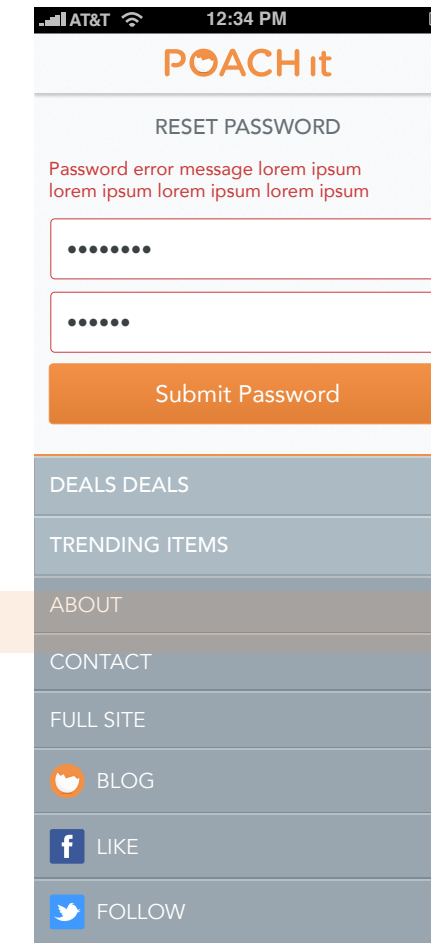 AT&T 12:34 PM
POACH it
RESET PASSWORD
Password error message lorem ipsum
lorem ipsum lorem ipsum lorem ipsum
Submit Password
DEALS DEALS
TRENDING ITEMS
ABOUT
CONTACT
FULL SITE
BLOG
f LIKE
FOLLOW